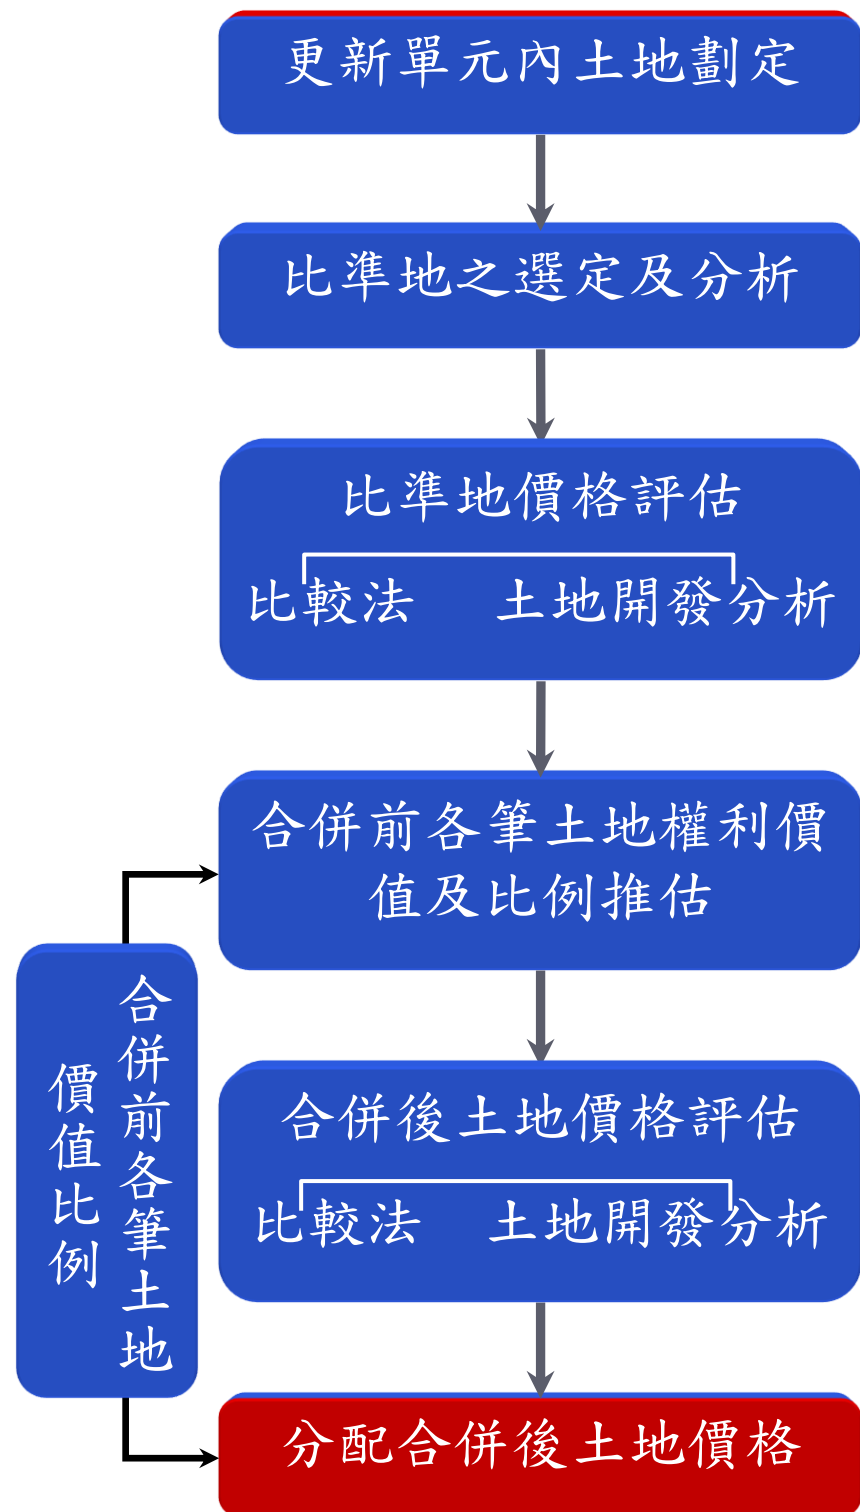 更新單元內土地劃定
比準地之選定及分析
比準地價格評估
比較法 土地開發分析
合併前各筆土地權利價
值及比例推估
合併前各筆土地
價值比例
合併後土地價格評估
比較法 土地開發分析
分配合併後土地價格